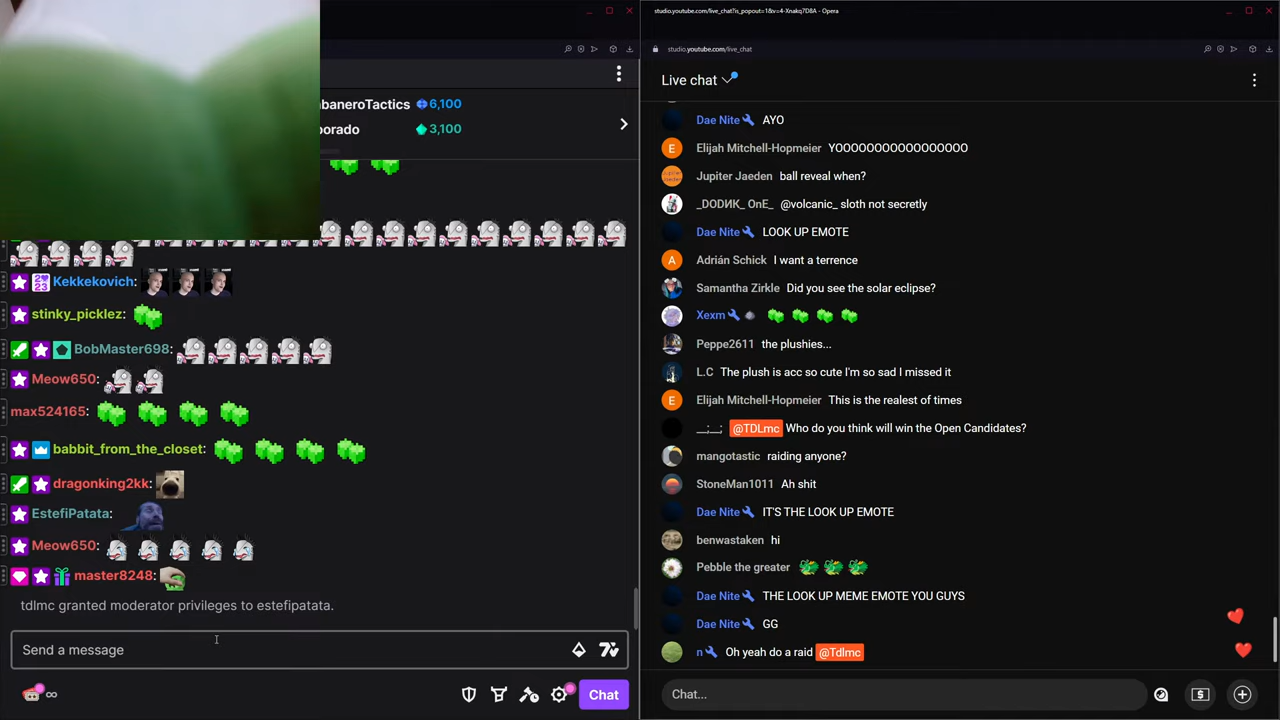 studio.youtube.com/live_chat?is_popout=1&v=4-Xnakq7D8A - Opera
studio.youtube.com/live_chat
baneroTactics 6,100
orado 3,100
Kekkekovich:
stinky_picklez:
BobMaster698:
Meow650:
max524165:
babbit_from_the_closet:
dragonking2kk:
EstefiPatata:
Meow650:
master8248:
tdlmc granted moderator privileges to estefipatata.
Send a message
∞
Chat
Live chat
Dae Nite AYO
E Elijah Mitchell-Hopmeier YOOOOOOOOOOOOOOOOO
Jupiter Jaeden ball reveal when?
_DODИK_OnE_ @volcanic_ sloth not secretly
Dae Nite LOOK UP EMOTE
A Adrián Schick I want a terrence
Samantha Zirkle Did you see the solar eclipse?
Xexm
Peppe2611 the plushies...
L.C The plush is acc so cute I'm so sad I missed it
E Elijah Mitchell-Hopmeier This is the realest of times
__;__; @TDLmc Who do you think will win the Open Candidates?
mangotastic raiding anyone?
StoneMan1011 Ah shit
Dae Nite IT'S THE LOOK UP EMOTE
benwastaken hi
Pebble the greater
Dae Nite THE LOOK UP MEME EMOTE YOU GUYS
Dae Nite GG
n Oh yeah do a raid @Tdlmc
Chat...